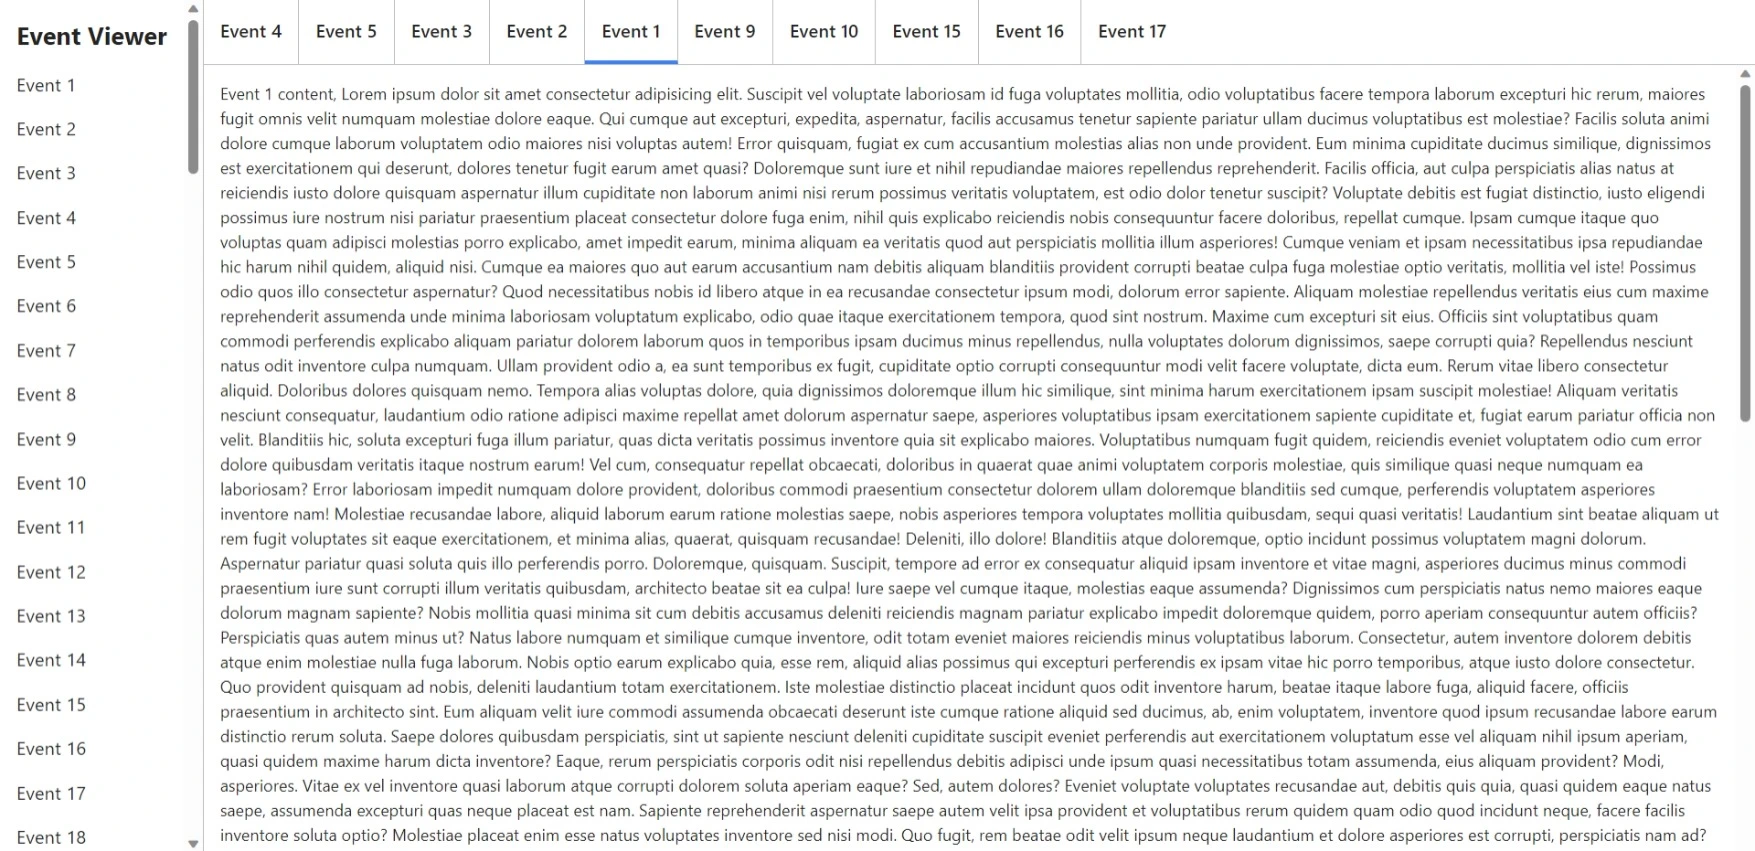 Event Viewer
Event 1
Event 2
Event 3
Event 4
Event 5
Event 6
Event 7
Event 8
Event 9
Event 10
Event 11
Event 12
Event 13
Event 14
Event 15
Event 16
Event 17
Event 18
Event 4 Event 5 Event 3 Event 2 Event 1 Event 9 Event 10 Event 15 Event 16 Event 17
Event 1 content, Lorem ipsum dolor sit amet consectetur adipisicing elit. Suscipit vel voluptate laboriosam id fuga voluptates mollitia, odio voluptatibus facere tempora laborum excepturi hic rerum, maiores
fugit omnis velit numquam molestiae dolore eaque. Qui cumque aut excepturi, expedita, aspernatur, facilis accusamus tenetur sapiente pariatur ullam ducimus voluptatibus est molestiae? Facilis soluta animi
dolore cumque laborum voluptatem odio maiores nisi voluptas autem! Error quisquam, fugiat ex cum accusantium molestias alias non unde provident. Eum minima cupiditate ducimus similique, dignissimos
est exercitationem qui deserunt, dolores tenetur fugit earum amet quasi? Doloremque sunt iure et nihil repudiandae maiores repellendus reprehenderit. Facilis officia, aut culpa perspiciatis alias natus at
reiciendis iusto dolore quisquam aspernatur illum cupiditate non laborum animi nisi rerum possimus veritatis voluptatem, est odio dolor tenetur suscipit? Voluptate debitis est fugiat distinctio, iusto eligendi
possimus iure nostrum nisi pariatur praesentium placeat consectetur dolore fuga enim, nihil quis explicabo reiciendis nobis consequuntur facere doloribus, repellat cumque. Ipsam cumque itaque quo
voluptas quam adipisci molestias porro explicabo, amet impedit earum, minima aliquam ea veritatis quod aut perspiciatis mollitia illum asperiores! Cumque veniam et ipsam necessitatibus ipsa repudiandae
hic harum nihil quidem, aliquid nisi. Cumque ea maiores quo aut earum accusantium nam debitis aliquam blanditiis provident corrupti beatae culpa fuga molestiae optio veritatis, mollitia vel iste! Possimus
odio quos illo consectetur aspernatur? Quod necessitatibus nobis id libero atque in ea recusandae consectetur ipsum modi, dolorum error sapiente. Aliquam molestiae repellendus veritatis eius cum maxime
reprehenderit assumenda unde minima laboriosam voluptatum explicabo, odio quae itaque exercitationem tempora, quod sint nostrum. Maxime cum excepturi sit eius. Officiis sint voluptatibus quam
commodi perferendis explicabo aliquam pariatur dolorem laborum quos in temporibus ipsam ducimus minus repellendus, nulla voluptates dolorum dignissimos, saepe corrupti quia? Repellendus nesciunt
natus odit inventore culpa numquam. Ullam provident odio a, ea sunt temporibus ex fugit, cupiditate optio corrupti consequuntur modi velit facere voluptate, dicta eum. Rerum vitae libero consectetur
aliquid. Doloribus dolores quisquam nemo. Tempora alias voluptas dolore, quia dignissimos doloremque illum hic similique, sint minima harum exercitationem ipsam suscipit molestiae! Aliquam veritatis
nesciunt consequatur, laudantium odio ratione adipisci maxime repellat amet dolorum aspernatur saepe, asperiores voluptatibus ipsam exercitationem sapiente cupiditate et, fugiat earum pariatur officia non
velit. Blanditiis hic, soluta excepturi fuga illum pariatur, quas dicta veritatis possimus inventore quia sit explicabo maiores. Voluptatibus numquam fugit quidem, reiciendis eveniet voluptatem odio cum error
dolore quibusdam veritatis itaque nostrum earum! Vel cum, consequatur repellat obcaecati, doloribus in quaerat quae animi voluptatem corporis molestiae, quis similique quasi neque numquam ea
laboriosam? Error laboriosam impedit numquam dolore provident, doloribus commodi praesentium consectetur dolorem ullam doloremque blanditiis sed cumque, perferendis voluptatem asperiores
inventore nam! Molestiae recusandae labore, aliquid laborum earum ratione molestias saepe, nobis asperiores tempora voluptates mollitia quibusdam, sequi quasi veritatis! Laudantium sint beatae aliquam ut
rem fugit voluptates sit eaque exercitationem, et minima alias, quaerat, quisquam recusandae! Deleniti, illo dolore! Blanditiis atque doloremque, optio incidunt possimus voluptatem magni dolorum.
Aspernatur pariatur quasi soluta quis illo perferendis porro. Doloremque, quisquam. Suscipit, tempore ad error ex consequatur aliquid ipsam inventore et vitae magni, asperiores ducimus minus commodi
praesentium iure sunt corrupti illum veritatis quibusdam, architecto beatae sit ea culpa! Iure saepe vel cumque itaque, molestias eaque assumenda? Dignissimos cum perspiciatis natus nemo maiores eaque
dolorum magnam sapiente? Nobis mollitia quasi minima sit cum debitis accusamus deleniti reiciendis magnam pariatur explicabo impedit doloremque quidem, porro aperiam consequuntur autem officiis?
Perspiciatis quas autem minus ut? Natus labore numquam et similique cumque inventore, odit totam eveniet maiores reiciendis minus voluptatibus laborum. Consectetur, autem inventore dolorem debitis
atque enim molestiae nulla fuga laborum. Nobis optio earum explicabo quia, esse rem, aliquid alias possimus qui excepturi perferendis ex ipsam vitae hic porro temporibus, atque iusto dolore consectetur.
Quo provident quisquam ad nobis, deleniti laudantium totam exercitationem. Iste molestiae distinctio placeat incidunt quos odit inventore harum, beatae itaque labore fuga, aliquid facere, officiis
praesentium in architecto sint. Eum aliquam velit iure commodi assumenda obcaecati deserunt iste cumque ratione aliquid sed ducimus, ab, enim voluptatem, inventore quod ipsum recusandae labore earum
distinctio rerum soluta. Saepe dolores quibusdam perspiciatis, sint ut sapiente nesciunt deleniti cupiditate suscipit eveniet perferendis aut exercitationem voluptatum esse vel aliquam nihil ipsum aperiam,
quasi quidem maxime harum dicta inventore? Eaque, rerum perspiciatis corporis odit nisi repellendus debitis adipisci unde ipsum quasi necessitatibus totam assumenda, eius aliquam provident? Modi,
asperiores. Vitae ex vel inventore quasi laborum atque corrupti dolorem soluta aperiam eaque? Sed, autem dolores? Eveniet voluptate voluptates recusandae aut, debitis quis quia, quasi quidem eaque natus
saepe, assumenda excepturi quas neque placeat est nam. Sapiente reprehenderit aspernatur saepe autem velit ipsa provident et voluptatibus rerum quidem quam odio quod incidunt neque, facere facilis
inventore soluta optio? Molestiae placeat enim esse natus voluptates inventore sed nisi modi. Quo fugit, rem beatae odit velit ipsum neque laudantium et dolore asperiores est corrupti, perspiciatis nam ad?